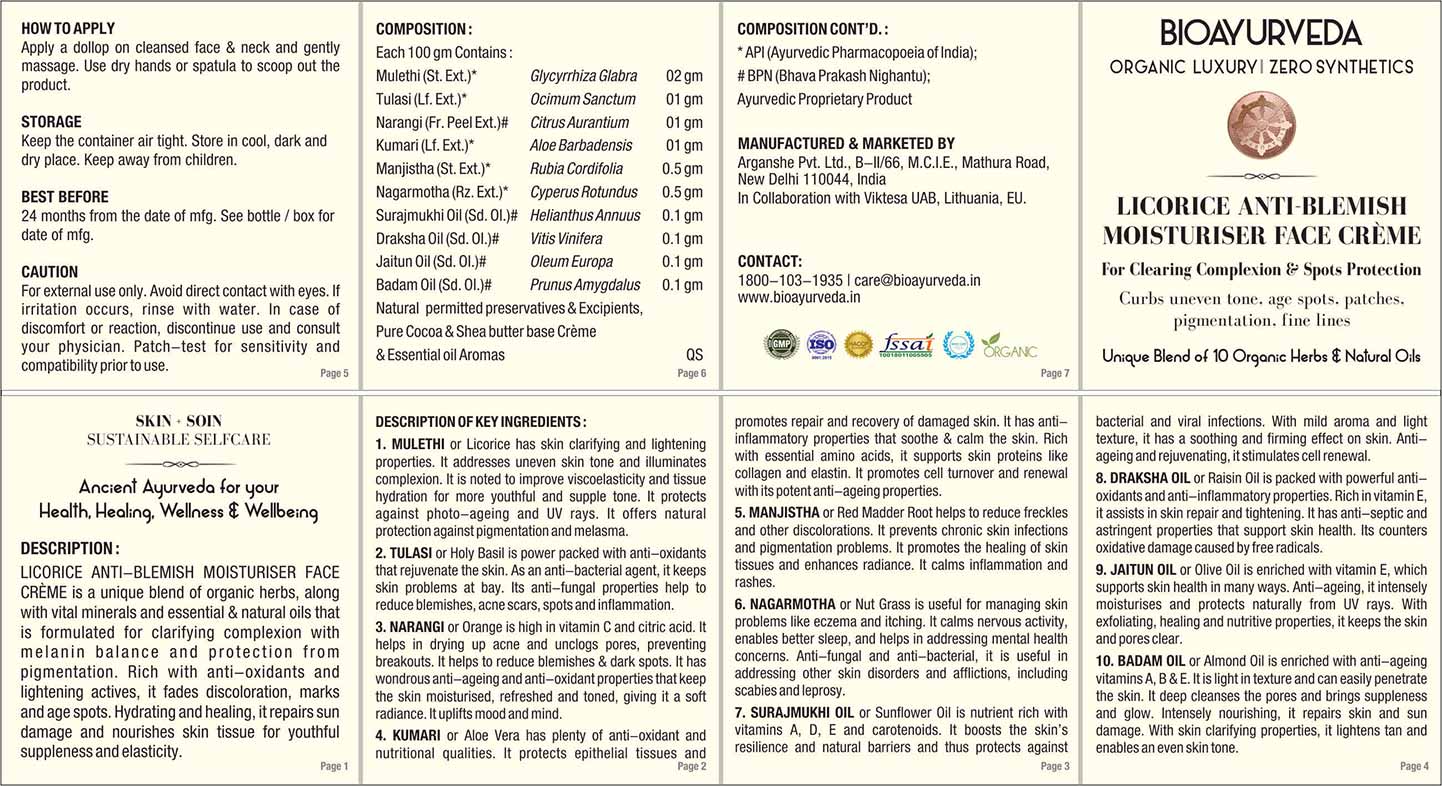 HOW TO APPLY
Apply a dollop on cleansed face & neck and gently
massage. Use dry hands or spatula to scoop out the
product.
STORAGE
Keep the container air tight. Store in cool, dark and
dry place. Keep away from children.
BEST BEFORE
24 months from the date of mfg. See bottle / box for
date of mfg.
CAUTION
For external use only. Avoid direct contact with eyes. If
irritation occurs, rinse with water. In case of
discomfort or reaction, discontinue use and consult
your physician. Patch–test for sensitivity and
compatibility prior to use.
Page 5
COMPOSITION :
Each 100 gm Contains :
Mulethi (St. Ext.)* Glycyrrhiza Glabra 02 gm
Tulasi (Lf. Ext.)* Ocimum Sanctum 01 gm
Narangi (Fr. Peel Ext.)# Citrus Aurantium 01 gm
Kumari (Lf. Ext.)* Aloe Barbadensis 01 gm
Manjistha (St. Ext.)* Rubia Cordifolia 0.5 gm
Nagarmotha (Rz. Ext.)* Cyperus Rotundus 0.5 gm
Surajmukhi Oil (Sd. Ol.)# Helianthus Annuus 0.1 gm
Draksha Oil (Sd. Ol.)# Vitis Vinifera 0.1 gm
Jaitun Oil (Sd. Ol.)# Oleum Europa 0.1 gm
Badam Oil (Sd. Ol.)# Prunus Amygdalus 0.1 gm
Natural permitted preservatives & Excipients,
Pure Cocoa & Shea butter base Crème
& Essential oil Aromas QS
Page 6
COMPOSITION CONT'D. :
* API (Ayurvedic Pharmacopoeia of India);
# BPN (Bhava Prakash Nighantu);
Ayurvedic Proprietary Product
MANUFACTURED & MARKETED BY
Arganshe Pvt. Ltd., B–II/66, M.C.I.E., Mathura Road,
New Delhi 110044, India
In Collaboration with Viktesa UAB, Lithuania, EU.
CONTACT:
1800–103–1935 | care@bioayurveda.in
www.bioayurveda.in
GMP
ISO
9001:2015
HACCP
fssai
10018011005505
ORGANIC
Page 7
BIOAYURVEDA
ORGANIC LUXURY | ZERO SYNTHETICS
LICORICE ANTI-BLEMISH
MOISTURISER FACE CRÈME
For Clearing Complexion & Spots Protection
Curbs uneven tone, age spots, patches,
pigmentation, fine lines
Unique Blend of 10 Organic Herbs & Natural Oils
SKIN + SOIN
SUSTAINABLE SELFCARE
Ancient Ayurveda for your
Health, Healing, Wellness & Wellbeing
DESCRIPTION :
LICORICE ANTI–BLEMISH MOISTURISER FACE
CRÈME is a unique blend of organic herbs, along
with vital minerals and essential & natural oils that
is formulated for clarifying complexion with
melanin balance and protection from
pigmentation. Rich with anti–oxidants and
lightening actives, it fades discoloration, marks
and age spots. Hydrating and healing, it repairs sun
damage and nourishes skin tissue for youthful
suppleness and elasticity.
Page 1
DESCRIPTION OF KEY INGREDIENTS :
1. MULETHI or Licorice has skin clarifying and lightening
properties. It addresses uneven skin tone and illuminates
complexion. It is noted to improve viscoelasticity and tissue
hydration for more youthful and supple tone. It protects
against photo–ageing and UV rays. It offers natural
protection against pigmentation and melasma.
2. TULASI or Holy Basil is power packed with anti–oxidants
that rejuvenate the skin. As an anti–bacterial agent, it keeps
skin problems at bay. Its anti–fungal properties help to
reduce blemishes, acne scars, spots and inflammation.
3. NARANGI or Orange is high in vitamin C and citric acid. It
helps in drying up acne and unclogs pores, preventing
breakouts. It helps to reduce blemishes & dark spots. It has
wondrous anti–ageing and anti–oxidant properties that keep
the skin moisturised, refreshed and toned, giving it a soft
radiance. It uplifts mood and mind.
4. KUMARI or Aloe Vera has plenty of anti–oxidant and
nutritional qualities. It protects epithelial tissues and
Page 2
promotes repair and recovery of damaged skin. It has anti–
inflammatory properties that soothe & calm the skin. Rich
with essential amino acids, it supports skin proteins like
collagen and elastin. It promotes cell turnover and renewal
with its potent anti–ageing properties.
5. MANJISTHA or Red Madder Root helps to reduce freckles
and other discolorations. It prevents chronic skin infections
and pigmentation problems. It promotes the healing of skin
tissues and enhances radiance. It calms inflammation and
rashes.
6. NAGARMOTHA or Nut Grass is useful for managing skin
problems like eczema and itching. It calms nervous activity,
enables better sleep, and helps in addressing mental health
concerns. Anti–fungal and anti–bacterial, it is useful in
addressing other skin disorders and afflictions, including
scabies and leprosy.
7. SURAJMUKHI OIL or Sunflower Oil is nutrient rich with
vitamins A, D, E and carotenoids. It boosts the skin's
resilience and natural barriers and thus protects against
Page 3
bacterial and viral infections. With mild aroma and light
texture, it has a soothing and firming effect on skin. Anti–
ageing and rejuvenating, it stimulates cell renewal.
8. DRAKSHA OIL or Raisin Oil is packed with powerful anti–
oxidants and anti–inflammatory properties. Rich in vitamin E,
it assists in skin repair and tightening. It has anti–septic and
astringent properties that support skin health. Its counters
oxidative damage caused by free radicals.
9. JAITUN OIL or Olive Oil is enriched with vitamin E, which
supports skin health in many ways. Anti–ageing, it intensely
moisturises and protects naturally from UV rays. With
exfoliating, healing and nutritive properties, it keeps the skin
and pores clear.
10. BADAM OIL or Almond Oil is enriched with anti–ageing
vitamins A, B & E. It is light in texture and can easily penetrate
the skin. It deep cleanses the pores and brings suppleness
and glow. Intensely nourishing, it repairs skin and sun
damage. With skin clarifying properties, it lightens tan and
enables an even skin tone.
Page 4